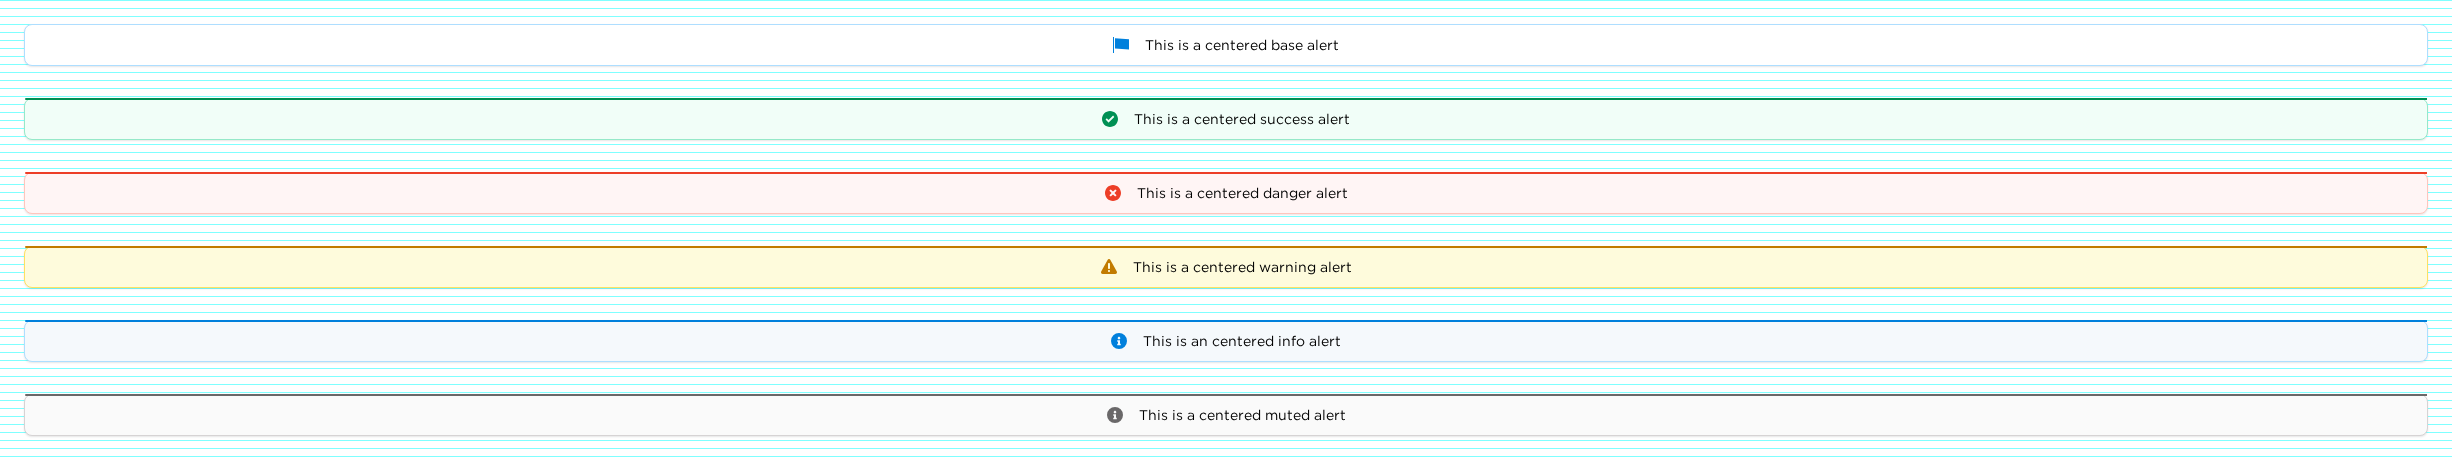 This is a centered base alert
This is a centered success alert
This is a centered danger alert
This is a centered warning alert
This is an centered info alert
This is a centered muted alert